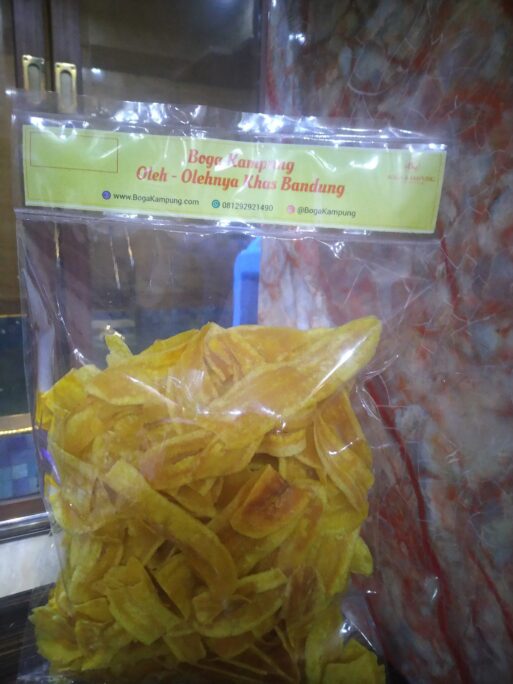 Boga Kampung
Oleh - Olehnya Khas Bandung
www.BogaKampung.com 081292921490 @BogaKampung